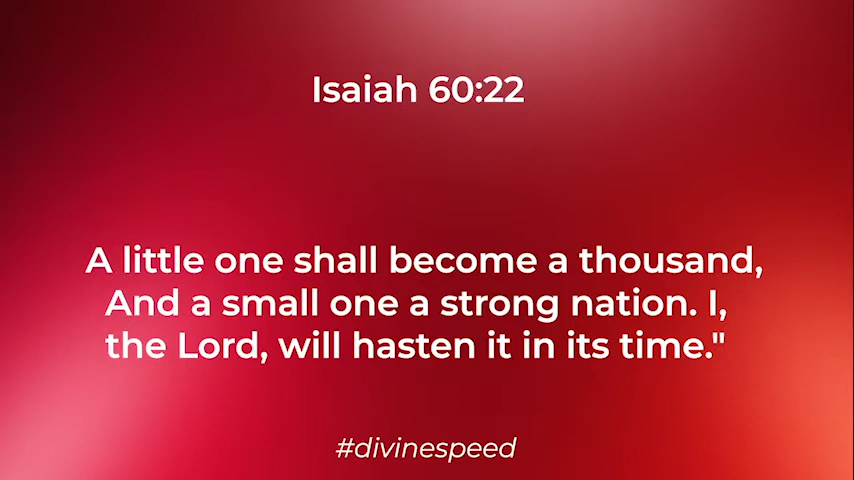 Isaiah 60:22
A little one shall become a thousand,
And a small one a strong nation. I,
the Lord, will hasten it in its time."
#divinespeed